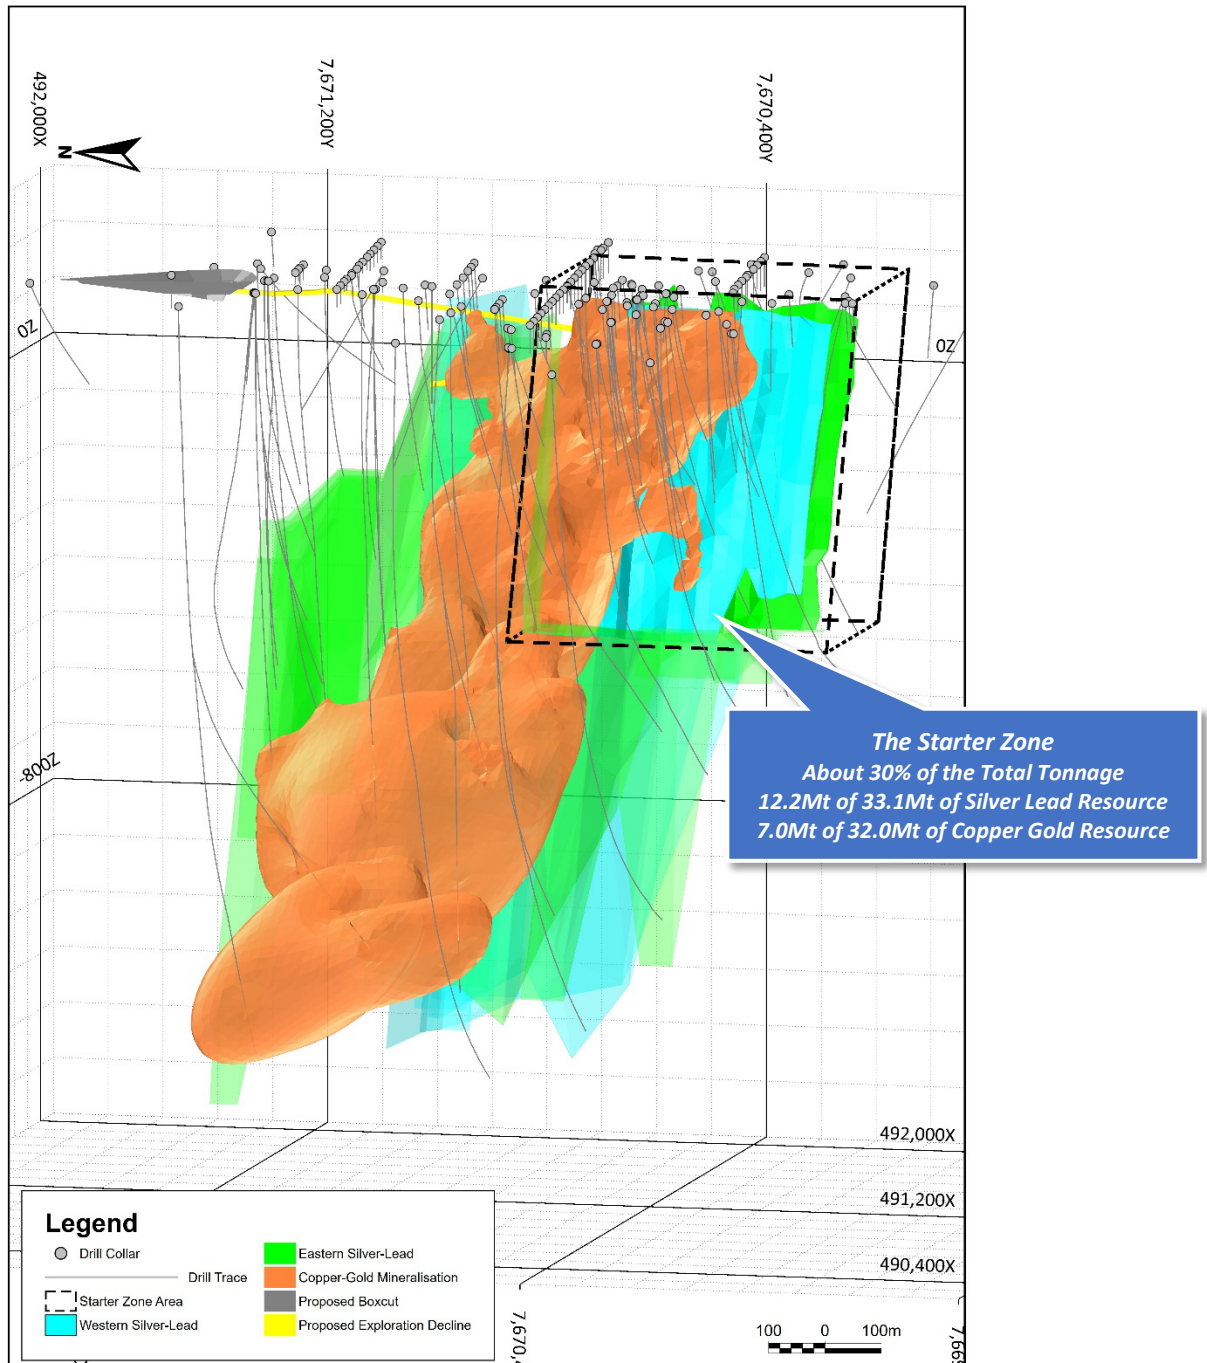 492,000X
7,671,200Y
7,670,400Y
N
0Z
0Z
-800Z
The Starter Zone
About 30% of the Total Tonnage
12.2Mt of 33.1Mt of Silver Lead Resource
7.0Mt of 32.0Mt of Copper Gold Resource
492,000X
491,200X
490,400X
Legend
Drill Collar
Drill Trace
Starter Zone Area
Western Silver-Lead
Eastern Silver-Lead
Copper-Gold Mineralisation
Proposed Boxcut
Proposed Exploration Decline
100 0 100m